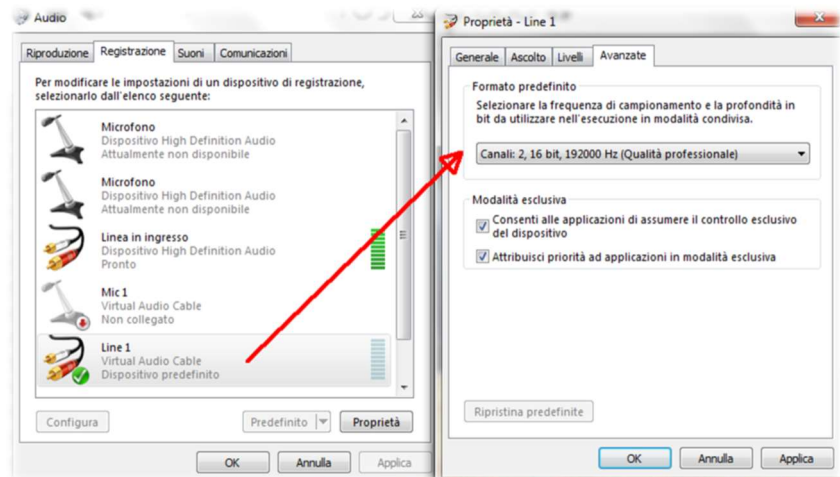 Audio
Riproduzione
Registrazione
Suoni
Comunicazioni
Per modificare le impostazioni di un dispositivo di registrazione,
selezionarlo dall'elenco seguente:
Microfono
Dispositivo High Definition Audio
Attualmente non disponibile
Microfono
Dispositivo High Definition Audio
Attualmente non disponibile
Linea in ingresso
Dispositivo High Definition Audio
Pronto
Mic 1
Virtual Audio Cable
Non collegato
Line 1
Virtual Audio Cable
Dispositivo predefinito
Configura
Predefinito
Proprietà
OK
Annulla
Applica
Proprietà - Line 1
Generale
Ascolto
Livelli
Avanzate
Formato predefinito
Selezionare la frequenza di campionamento e la profondità in
bit da utilizzare nell'esecuzione in modalità condivisa.
Canali: 2, 16 bit, 192000 Hz (Qualità professionale)
Modalità esclusiva
Consenti alle applicazioni di assumere il controllo esclusivo
del dispositivo
Attribuisci priorità ad applicazioni in modalità esclusiva
Ripristina predefinite
OK
Annulla
Applica